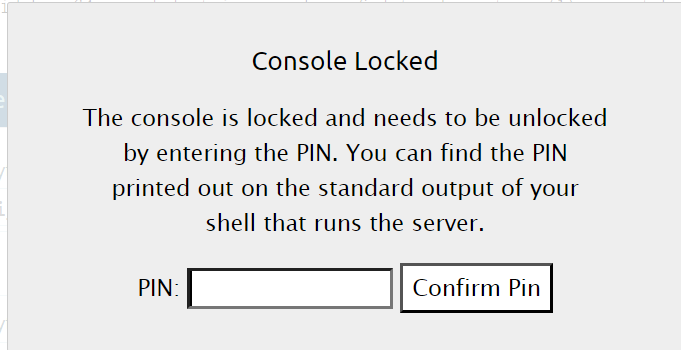 Console Locked
The console is locked and needs to be unlocked
by entering the PIN. You can find the PIN
printed out on the standard output of your
shell that runs the server.
PIN: Confirm Pin